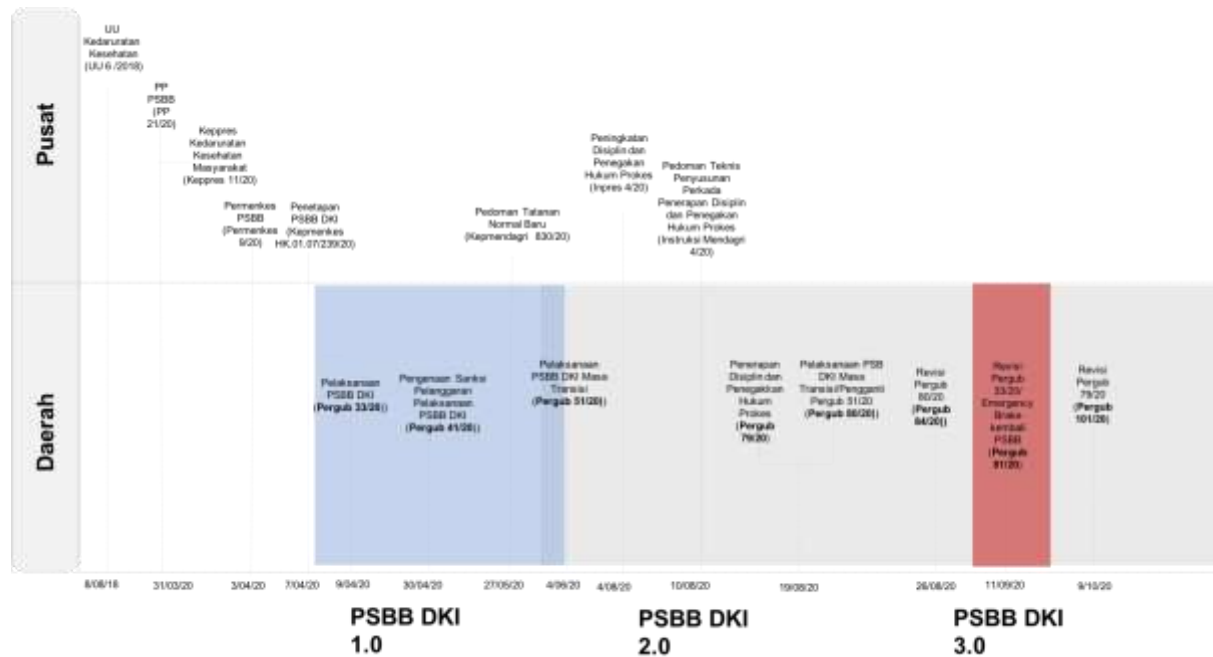 Pusat
UU
Kedaruratan
Kesehatan
(UU 6 /2018)
PP
PSBB
(PP
21/20)
Keppres
Kedaruratan
Kesehatan
Masyarakat
(Keppres 11/20)
Permenkes
PSBB
(Permenkes
9/20)
Penetapan
PSBB DKI
(Kepmenkes
HK.01.07/239/20)
Pedoman Tatanan
Normal Baru
(Kepmendagri 830/20)
Peningkatan
Disiplin dan
Penegakan
Hukum Prokes
(Inpres 4/20)
Pedoman Teknis
Penyusunan
Perkada
Penerapan Disiplin
dan Penegakan
Hukum Prokes
(Instruksi Mendagri
4/20)
Daerah
Pelaksanaan
PSBB DKI
(Pergub 33/20))
Pengenaan Sanksi
Pelanggaran
Pelaksanaan
PSBB DKI
(Pergub 41/20))
Pelaksanaan
PSBB DKI Masa
Transisi
(Pergub 51/20))
Penerapan
Disiplin dan
Penegakkan
Hukum
Prokes
(Pergub
79/20)
Pelaksanaan PSB
DKI Masa
Transisi/Pengganti
Pergub 51/20
(Pergub 80/20))
Revisi
Pergub
80/20
(Pergub
84/20))
Revisi
Pergub
33/20/
Emergency
Brake
kembali
PSBB
(Pergub
Revisi
Pergub
79/20
(Pergub
101/20)
8/08/18
31/03/20
3/04/20
7/04/20
9/04/20
30/04/20
27/05/20
4/06/20
10/08/20
19/08/20
26/08/20
11/09/20
9/10/20
PSBB DKI
1.0
PSBB DKI
2.0
PSBB DKI
3.0